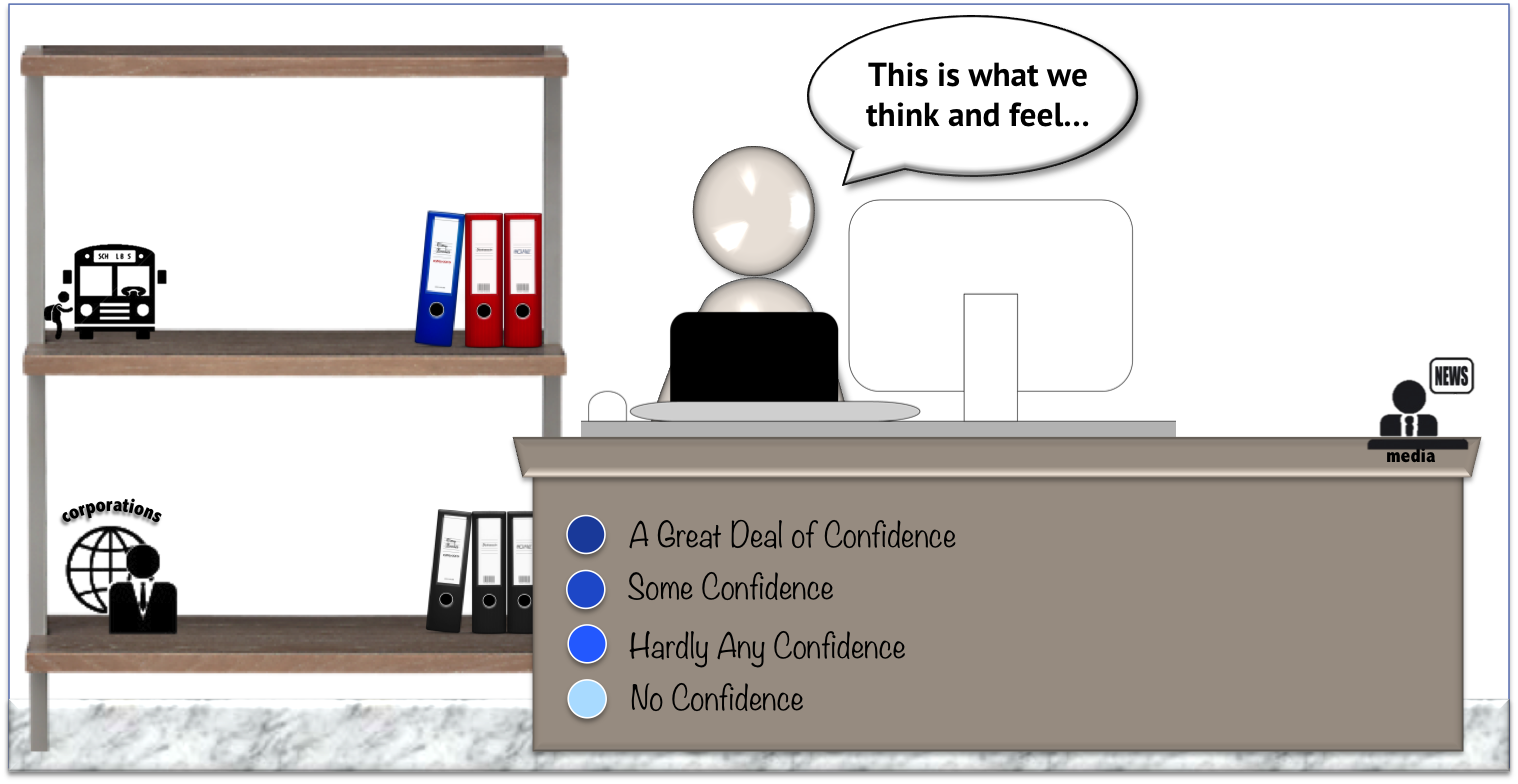 This is what we
think and feel...
SCH L B S
NEWS
media
corporations
A Great Deal of Confidence
Some Confidence
Hardly Any Confidence
No Confidence